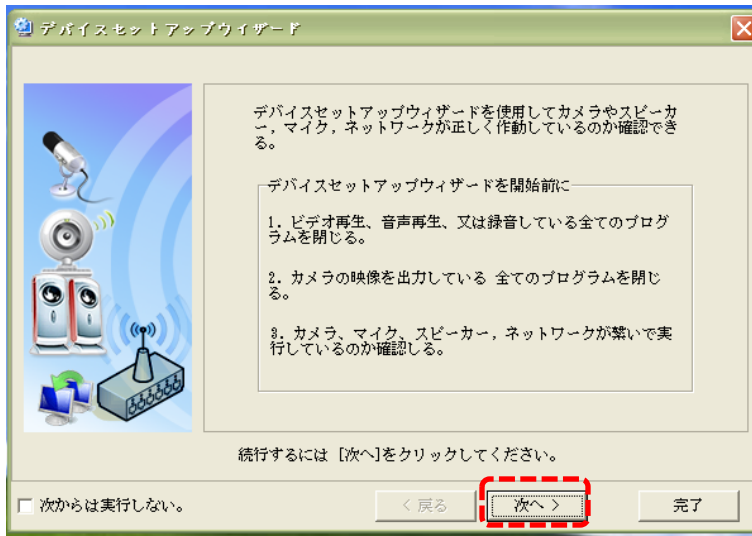 デバイスセットアップウィザード
デバイスセットアップウィザードを使用してカメラやスピーカ
ー, マイク, ネットワークが正しく作動しているのか確認でき
る。
デバイスセットアップウィザードを開始前に
1. ビデオ再生、音声再生、又は録音している全てのプログ
ラムを閉じる。
2. カメラの映像を出力している 全てのプログラムを閉じ
る。
3. カメラ、マイク、スピーカー, ネットワークが繋いで実
行しているのか確認しる。
続行するには [次へ]をクリックしてください。
次からは実行しない。
< 戻る
次へ >
完了